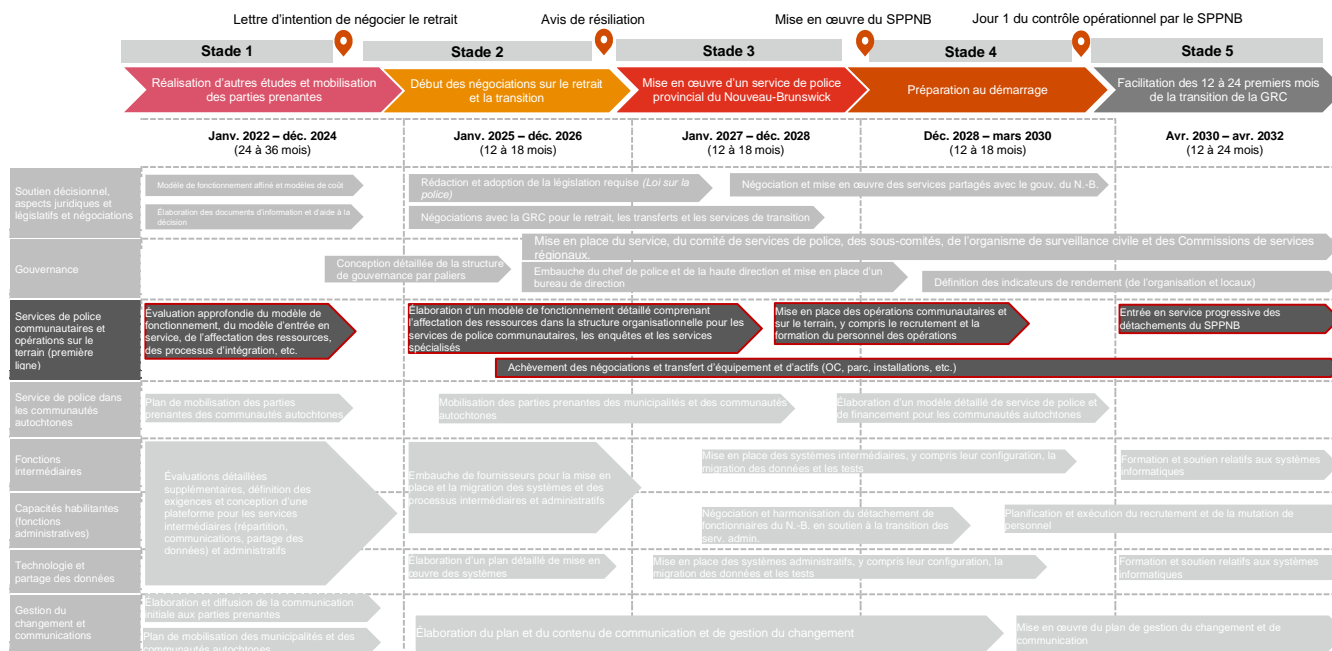 Lettre d'intention de négocier le retrait
Avis de résiliation
Mise en œuvre du SPPNB
Jour 1 du contrôle opérationnel par le SPPNB
Stade 1
Stade 2
Stade 3
Stade 4
Stade 5
Réalisation d'autres études et mobilisation
des parties prenantes
Début des négociations sur le retrait
et la transition
Mise en œuvre d'un service de police
provincial du Nouveau-Brunswick
Préparation au démarrage
Facilitation des 12 à 24 premiers mois
de la transition de la GRC
Janv. 2022 – déc. 2024
(24 à 36 mois)
Janv. 2025 – déc. 2026
(12 à 18 mois)
Janv. 2027 – déc. 2028
(12 à 18 mois)
Déc. 2028 – mars 2030
(12 à 18 mois)
Avr. 2030 – avr. 2032
(12 à 24 mois)
Soutien décisionnel,
aspects juridiques et
législatifs et négociations
Modèle de fonctionnement affiné et modèles de coût
Élaboration des documents d'information et d'aide à la
décision
Rédaction et adoption de la législation requise (Loi sur la
police)
Négociation et mise en œuvre des services partagés avec le gouv. du N.-B.
Négociations avec la GRC pour le retrait, les transferts et les services de transition
Gouvernance
Mise en place du service, du comité de services de police, des sous-comités, de l'organisme de surveillance civile et des Commissions de services
régionaux.
Conception détaillée de la structure
de gouvernance par paliers
Embauche du chef de police et de la haute direction et mise en place d'un
bureau de direction
Définition des indicateurs de rendement (de l'organisation et locaux)
Services de police
communautaires et
opérations sur le
terrain (première
ligne)
Évaluation approfondie du modèle de
fonctionnement, du modèle d'entrée en
service, de l'affectation des ressources,
des processus d'intégration, etc.
Élaboration d'un modèle de fonctionnement détaillé comprenant
l'affectation des ressources dans la structure organisationnelle pour les
services de police communautaires, les enquêtes et les services
spécialisés
Mise en place des opérations communautaires et
sur le terrain, y compris le recrutement et la
formation du personnel des opérations
Entrée en service progressive des
détachements du SPPNB
Achèvement des négociations et transfert d'équipement et d'actifs (OC, parc, installations, etc.)
Service de police dans
les communautés
autochtones
Plan de mobilisation des parties
prenantes des communautés autochtones
Mobilisation des parties prenantes des municipalités et des communautés
autochtones
Élaboration d'un modèle détaillé de service de police et
de financement pour les communautés autochtones
Fonctions
intermédiaires
Évaluations détaillées
supplémentaires, définition des
exigences et conception d'une
plateforme pour les services
intermédiaires (répartition,
communications, partage des
données) et administratifs
Embauche de fournisseurs pour la mise en
place et la migration des systèmes et des
processus intermédiaires et administratifs
Mise en place des systèmes intermédiaires, y compris leur configuration, la
migration des données et les tests
Formation et soutien relatifs aux systèmes
informatiques
Capacités habilitantes
(fonctions
administratives)
Négociation et harmonisation du détachement de
fonctionnaires du N.-B. en soutien à la transition des
serv. admin.
Planification et exécution du recrutement et de la mutation de
personnel
Technologie et
partage des données
Élaboration d'un plan détaillé de mise en
œuvre des systèmes
Mise en place des systèmes administratifs, y compris leur configuration, la
migration des données et les tests
Formation et soutien relatifs aux systèmes
informatiques
Gestion du
changement et
communications
Élaboration et diffusion de la communication
initiale aux parties prenantes
Plan de mobilisation des municipalités et des
communautés autochtones
Élaboration du plan et du contenu de communication et de gestion du changement
Mise en œuvre du plan de gestion du changement et de
communication